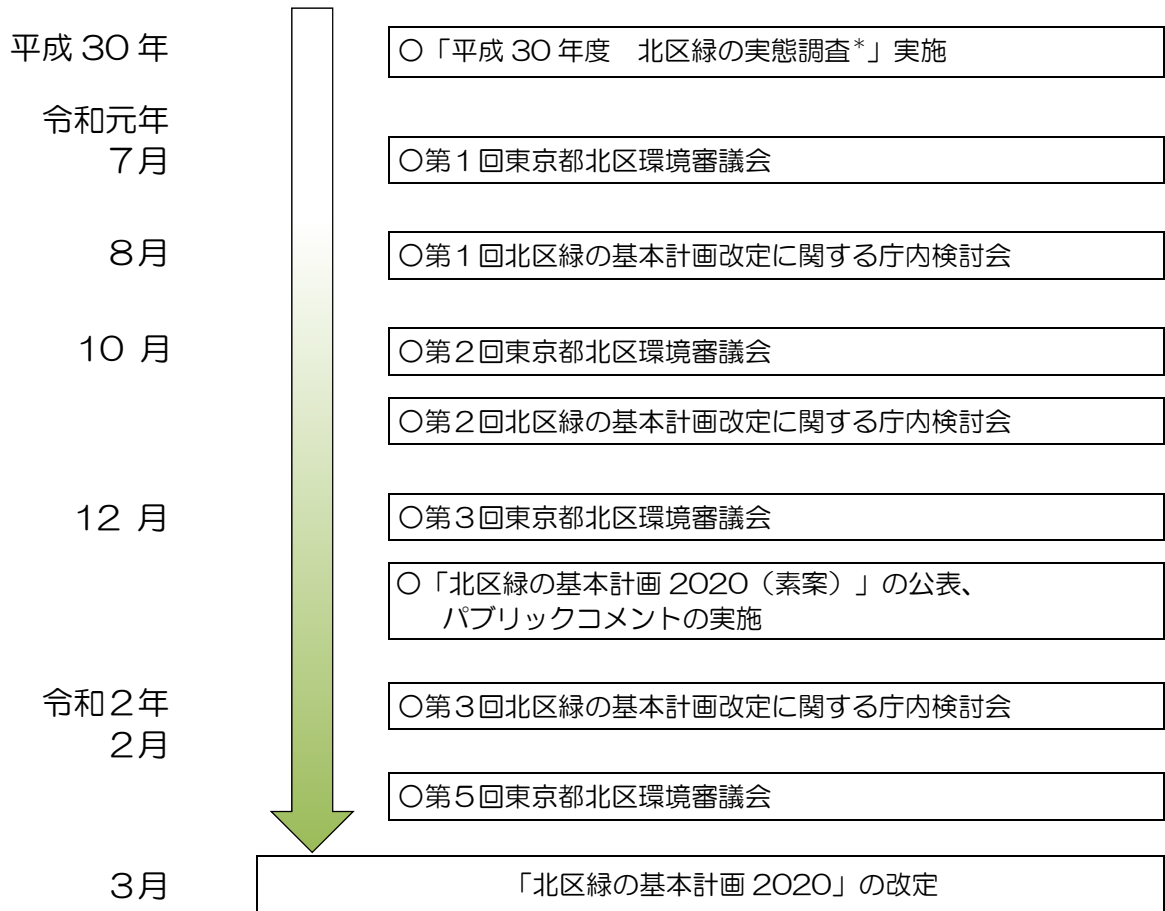 平成 30 年
〇「平成 30 年度　北区緑の実態調査*」実施
令和元年
7月
〇第1回東京都北区環境審議会
8月
〇第1回北区緑の基本計画改定に関する庁内検討会
10 月
〇第2回東京都北区環境審議会
〇第2回北区緑の基本計画改定に関する庁内検討会
12 月
〇第3回東京都北区環境審議会
〇「北区緑の基本計画 2020（素案）」の公表、
パブリックコメントの実施
令和2年
2月
〇第3回北区緑の基本計画改定に関する庁内検討会
〇第5回東京都北区環境審議会
3月
「北区緑の基本計画 2020」の改定